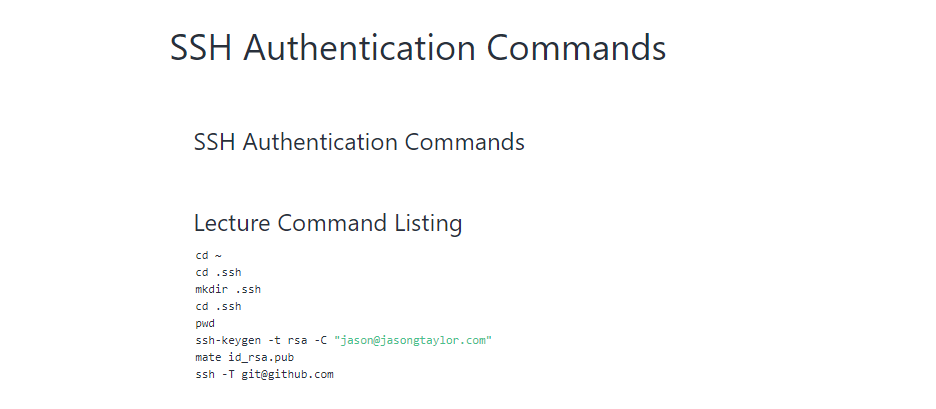 SSH Authentication Commands
SSH Authentication Commands
Lecture Command Listing
cd ~
cd .ssh
mkdir .ssh
cd .ssh
pwd
ssh-keygen -t rsa -C "jason@jasongtaylor.com"
mate id_rsa.pub
ssh -T git@github.com